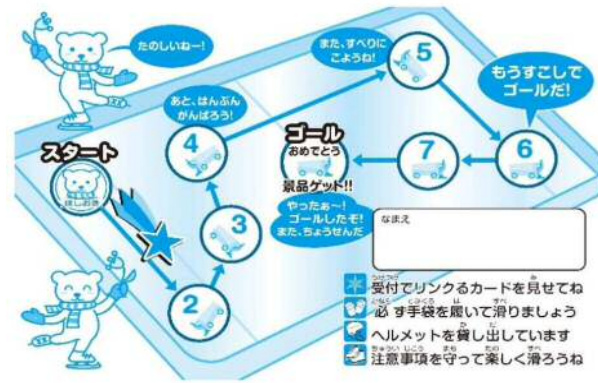 たのしいねー!
スタート
ほしおき
2
3
あと、はんぶん
がんばろう!
4
また、すべりに
こようね!
5
もうすこしで
ゴールだ!
6
7
ゴール
おめでとう
景品ゲット!!
やったぁ〜!
ゴールしたぞ!
また、ちょうせんだ
なまえ
受付でリンクるカードを見せてね
必ず手袋を履いて滑りましょう
ヘルメットを貸し出しています
注意事項を守って楽しく滑ろうね